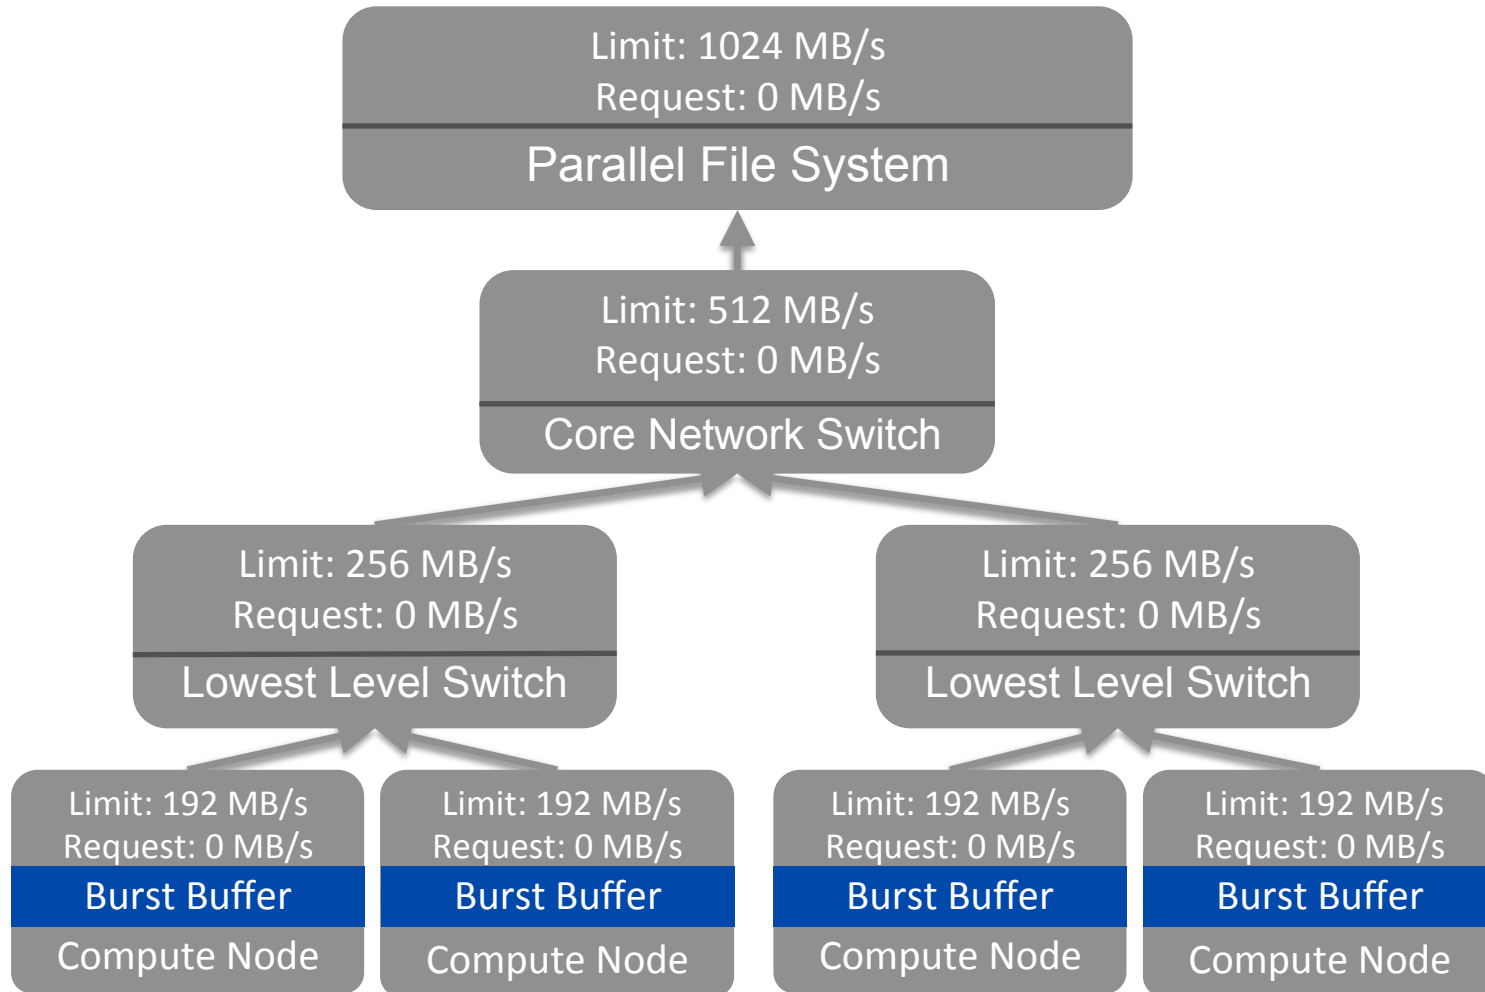 Limit: 1024 MB/s
Request: 0 MB/s
Parallel File System
Limit: 512 MB/s
Request: 0 MB/s
Core Network Switch
Limit: 256 MB/s
Request: 0 MB/s
Lowest Level Switch
Limit: 256 MB/s
Request: 0 MB/s
Lowest Level Switch
Limit: 192 MB/s
Request: 0 MB/s
Burst Buffer
Compute Node
Limit: 192 MB/s
Request: 0 MB/s
Burst Buffer
Compute Node
Limit: 192 MB/s
Request: 0 MB/s
Burst Buffer
Compute Node
Limit: 192 MB/s
Request: 0 MB/s
Burst Buffer
Compute Node